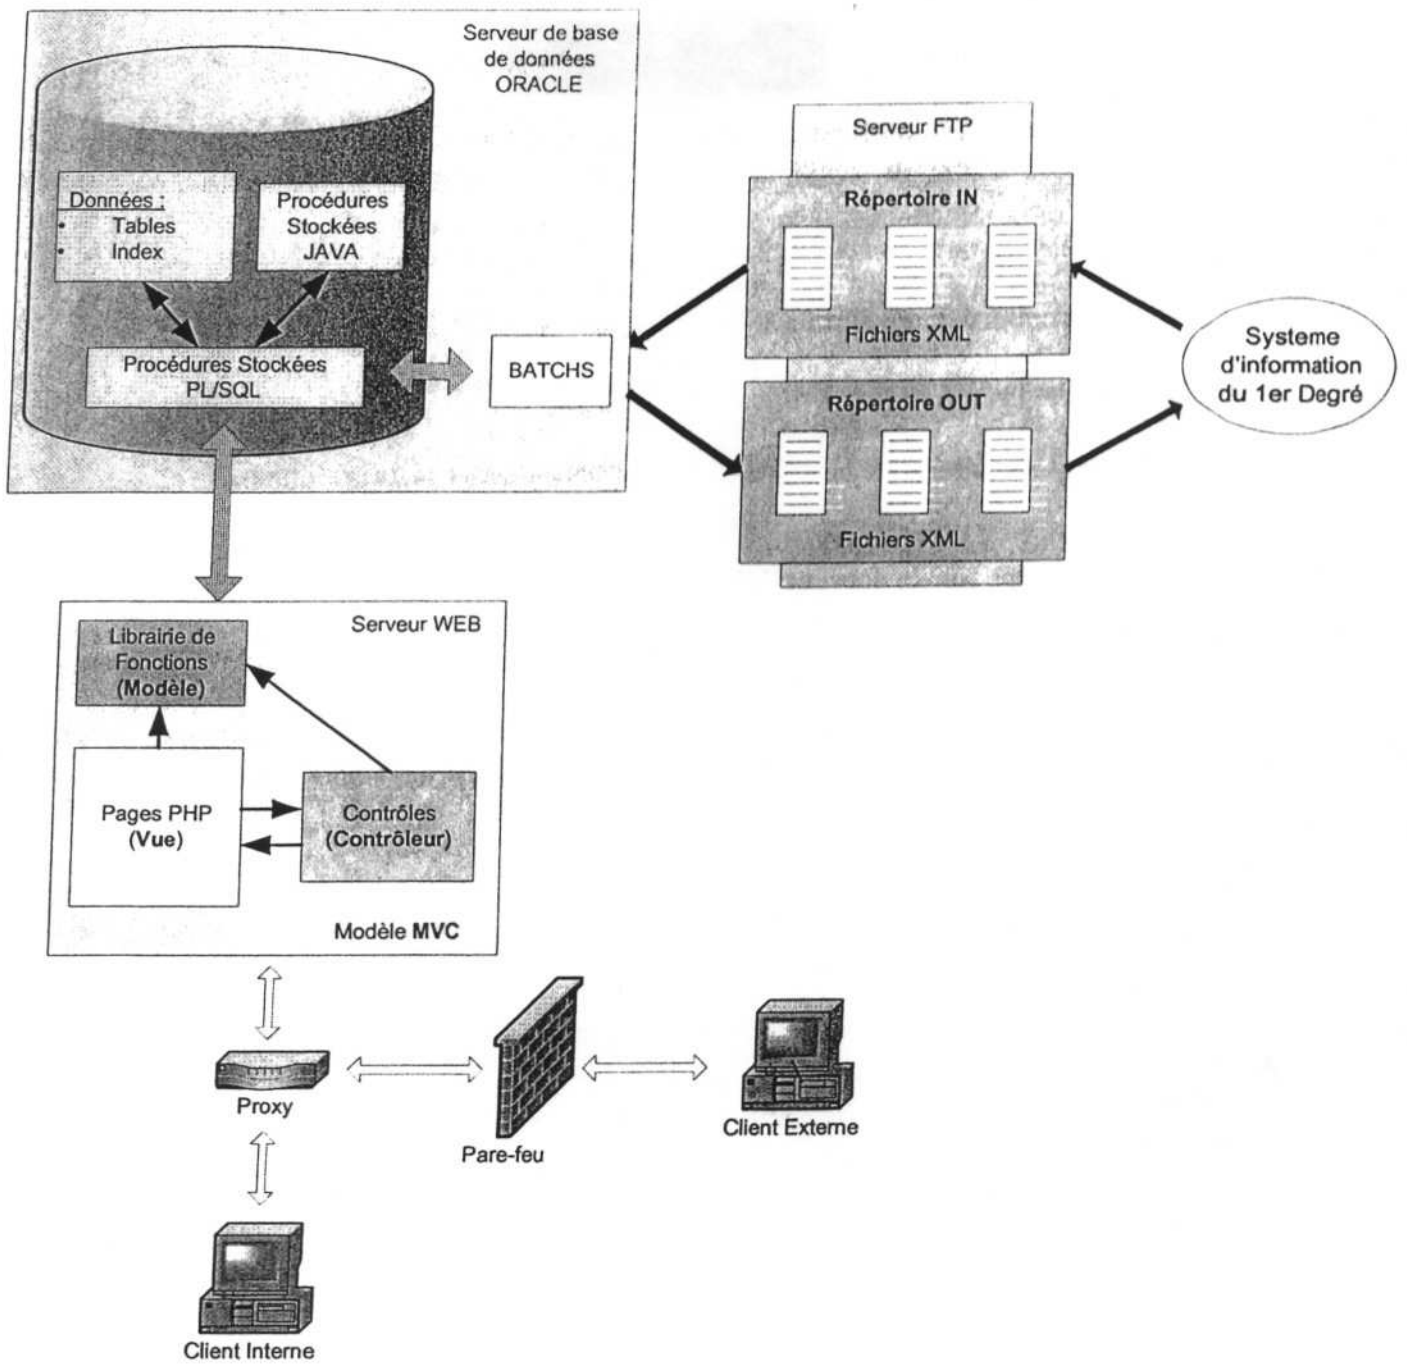 Serveur de base
de données
ORACLE
Données :
• Tables
• Index
Procédures
Stockées
JAVA
Procédures Stockées
PL/SQL
BATCHS
Serveur FTP
Répertoire IN
Fichiers XML
Répertoire OUT
Fichiers XML
Systeme
d'information
du 1er Degré
Serveur WEB
Librairie de
Fonctions
(Modèle)
Pages PHP
(Vue)
Contrôles
(Contrôleur)
Modèle MVC
Proxy
Pare-feu
Client Externe
Client Interne